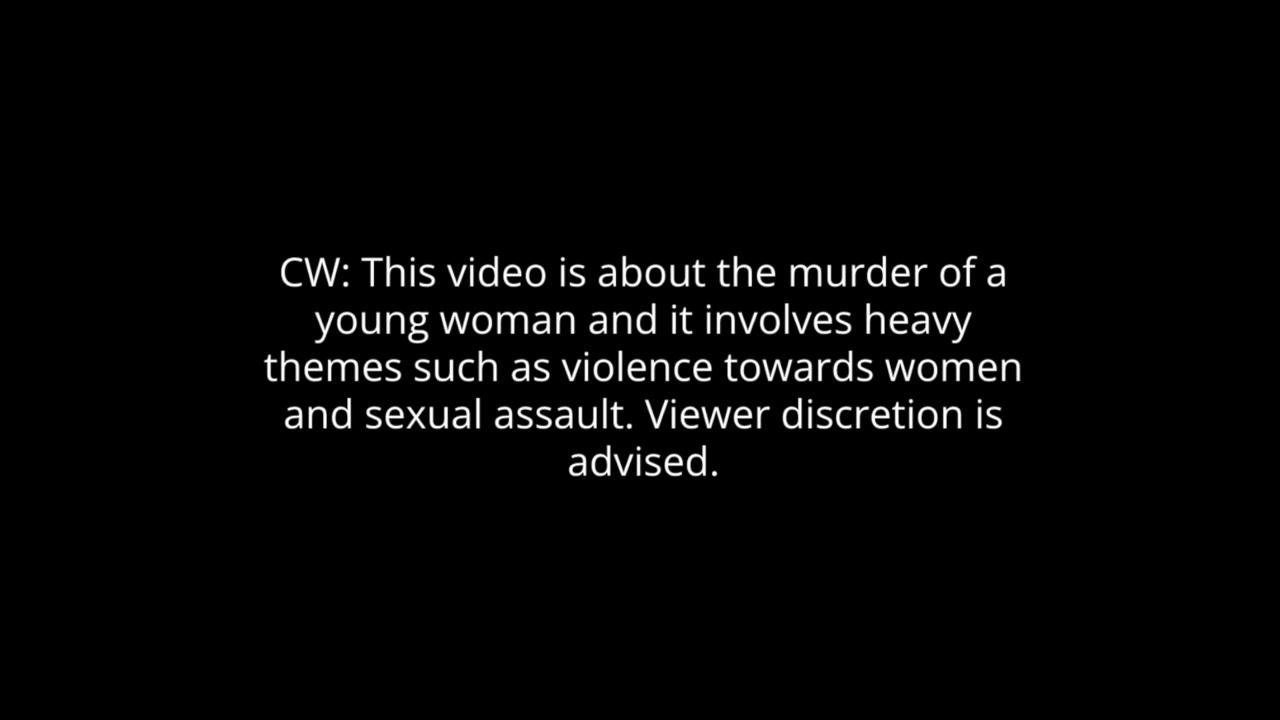 CW: This video is about the murder of a
young woman and it involves heavy
themes such as violence towards women
and sexual assault. Viewer discretion is
advised.